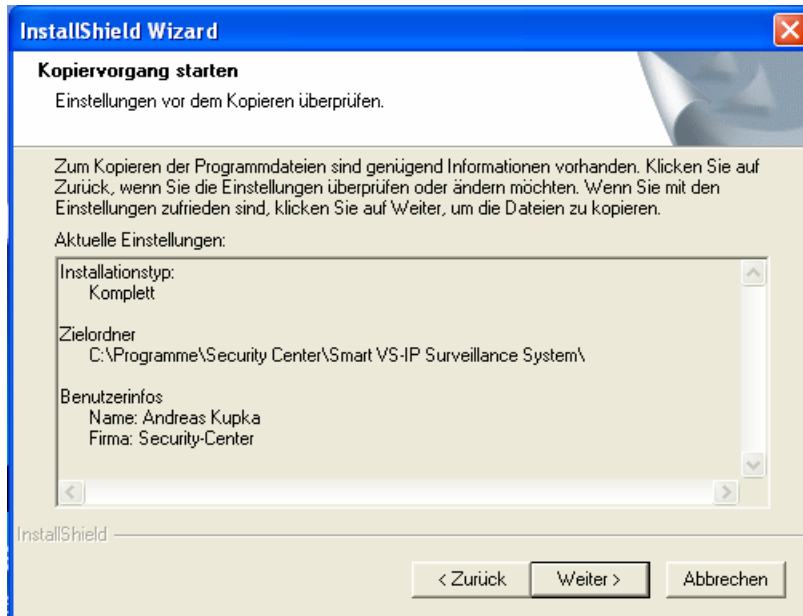 InstallShield Wizard
Kopiervorgang starten
Einstellungen vor dem Kopieren überprüfen.
Zum Kopieren der Programmdateien sind genügend Informationen vorhanden. Klicken Sie auf
Zurück, wenn Sie die Einstellungen überprüfen oder ändern möchten. Wenn Sie mit den
Einstellungen zufrieden sind, klicken Sie auf Weiter, um die Dateien zu kopieren.
Aktuelle Einstellungen:
Installationstyp:
Komplett
Zielordner
C:\Programme\Security Center\Smart VS-IP Surveillance System\
Benutzerinfos
Name: Andreas Kupka
Firma: Security-Center
InstallShield
< Zurück Weiter > Abbrechen